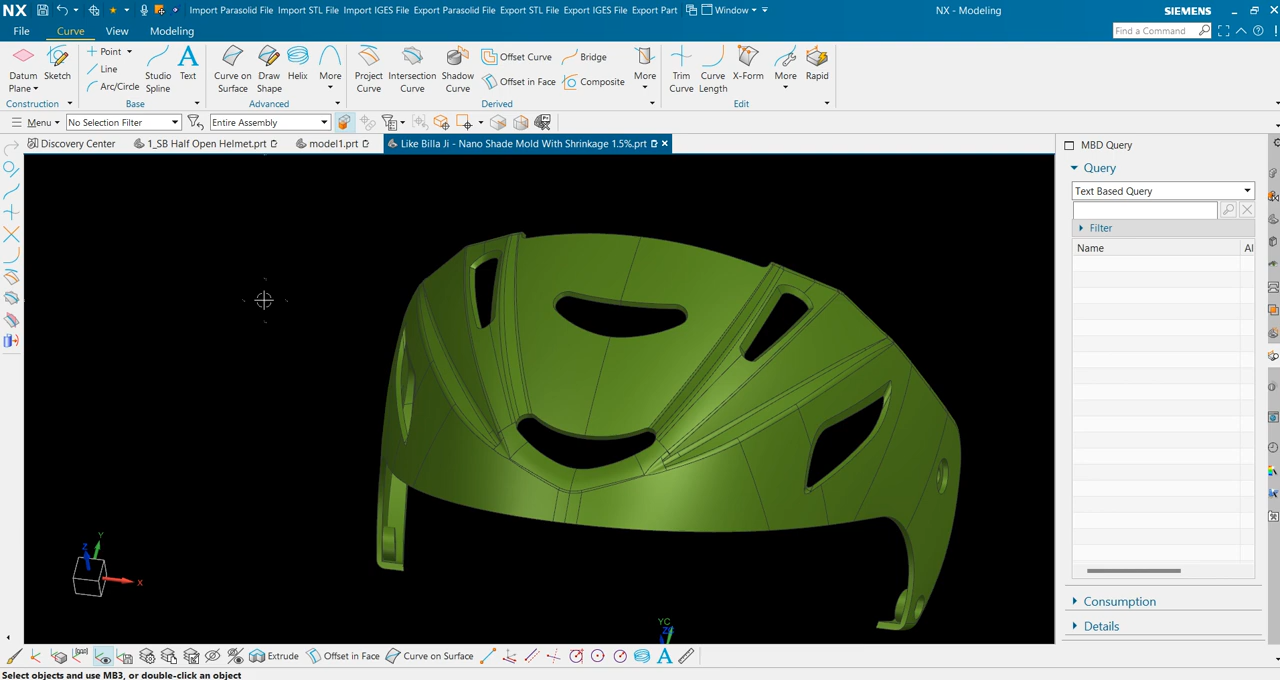 NX
Import Parasolid File Import STL File Import IGES File Export Parasolid File Export STL File Export IGES File Export Part
Window
NX - Modeling
SIEMENS
File
Curve
View
Modeling
Find a Command
Datum Plane
Sketch
Point
Line
Arc/Circle
Studio Spline
Text
Curve on Surface
Draw Shape
Helix
More
Project Curve
Intersection Curve
Shadow Curve
Offset Curve
Offset in Face
Bridge
Composite
More
Trim Curve
Curve Length
X-Form
More
Rapid
Construction
Base
Advanced
Derived
Edit
Menu
No Selection Filter
Entire Assembly
Discovery Center
1_SB Half Open Helmet.prt
model1.prt
Like Billa Ji - Nano Shade Mold With Shrinkage 1.5%.prt
MBD Query
Query
Text Based Query
Filter
Name
Al
Consumption
Details
Y
Z
X
YC
Extrude
Offset in Face
Curve on Surface
Select objects and use MB3, or double-click an object